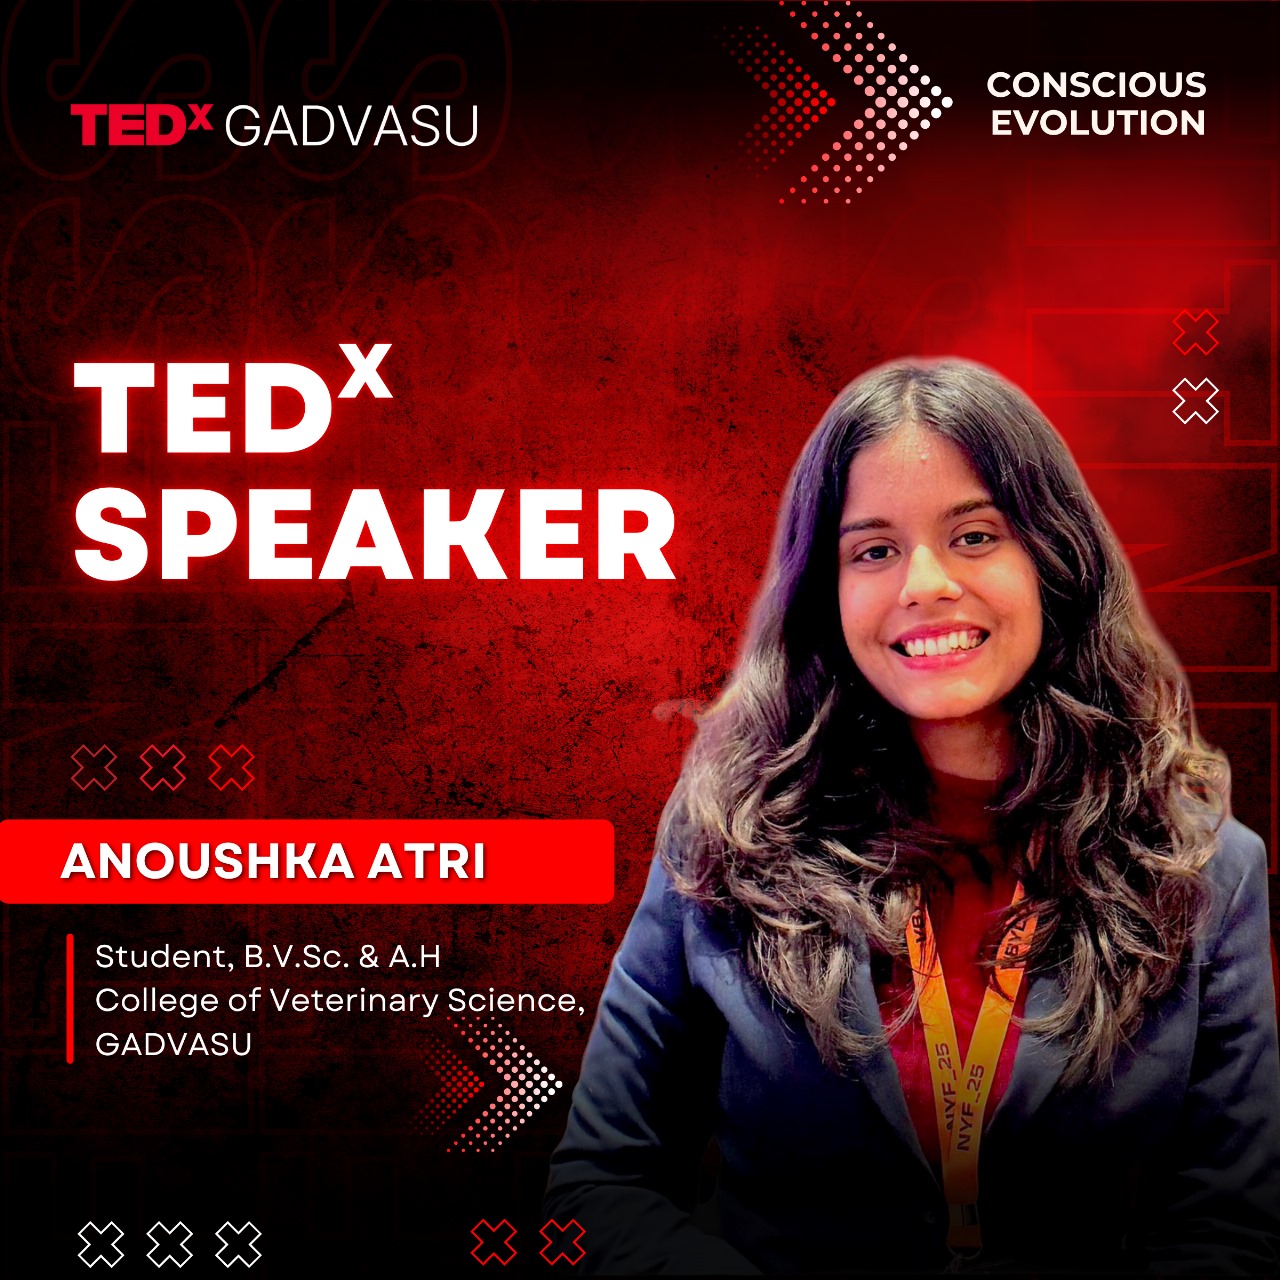 TEDx GADVASU
CONSCIOUS
EVOLUTION
TEDX
SPEAKER
ANOUSHKA ATRI
Student, B.V.Sc. & A.H
College of Veterinary Science,
GADVASU
NYF_25
NYF_25